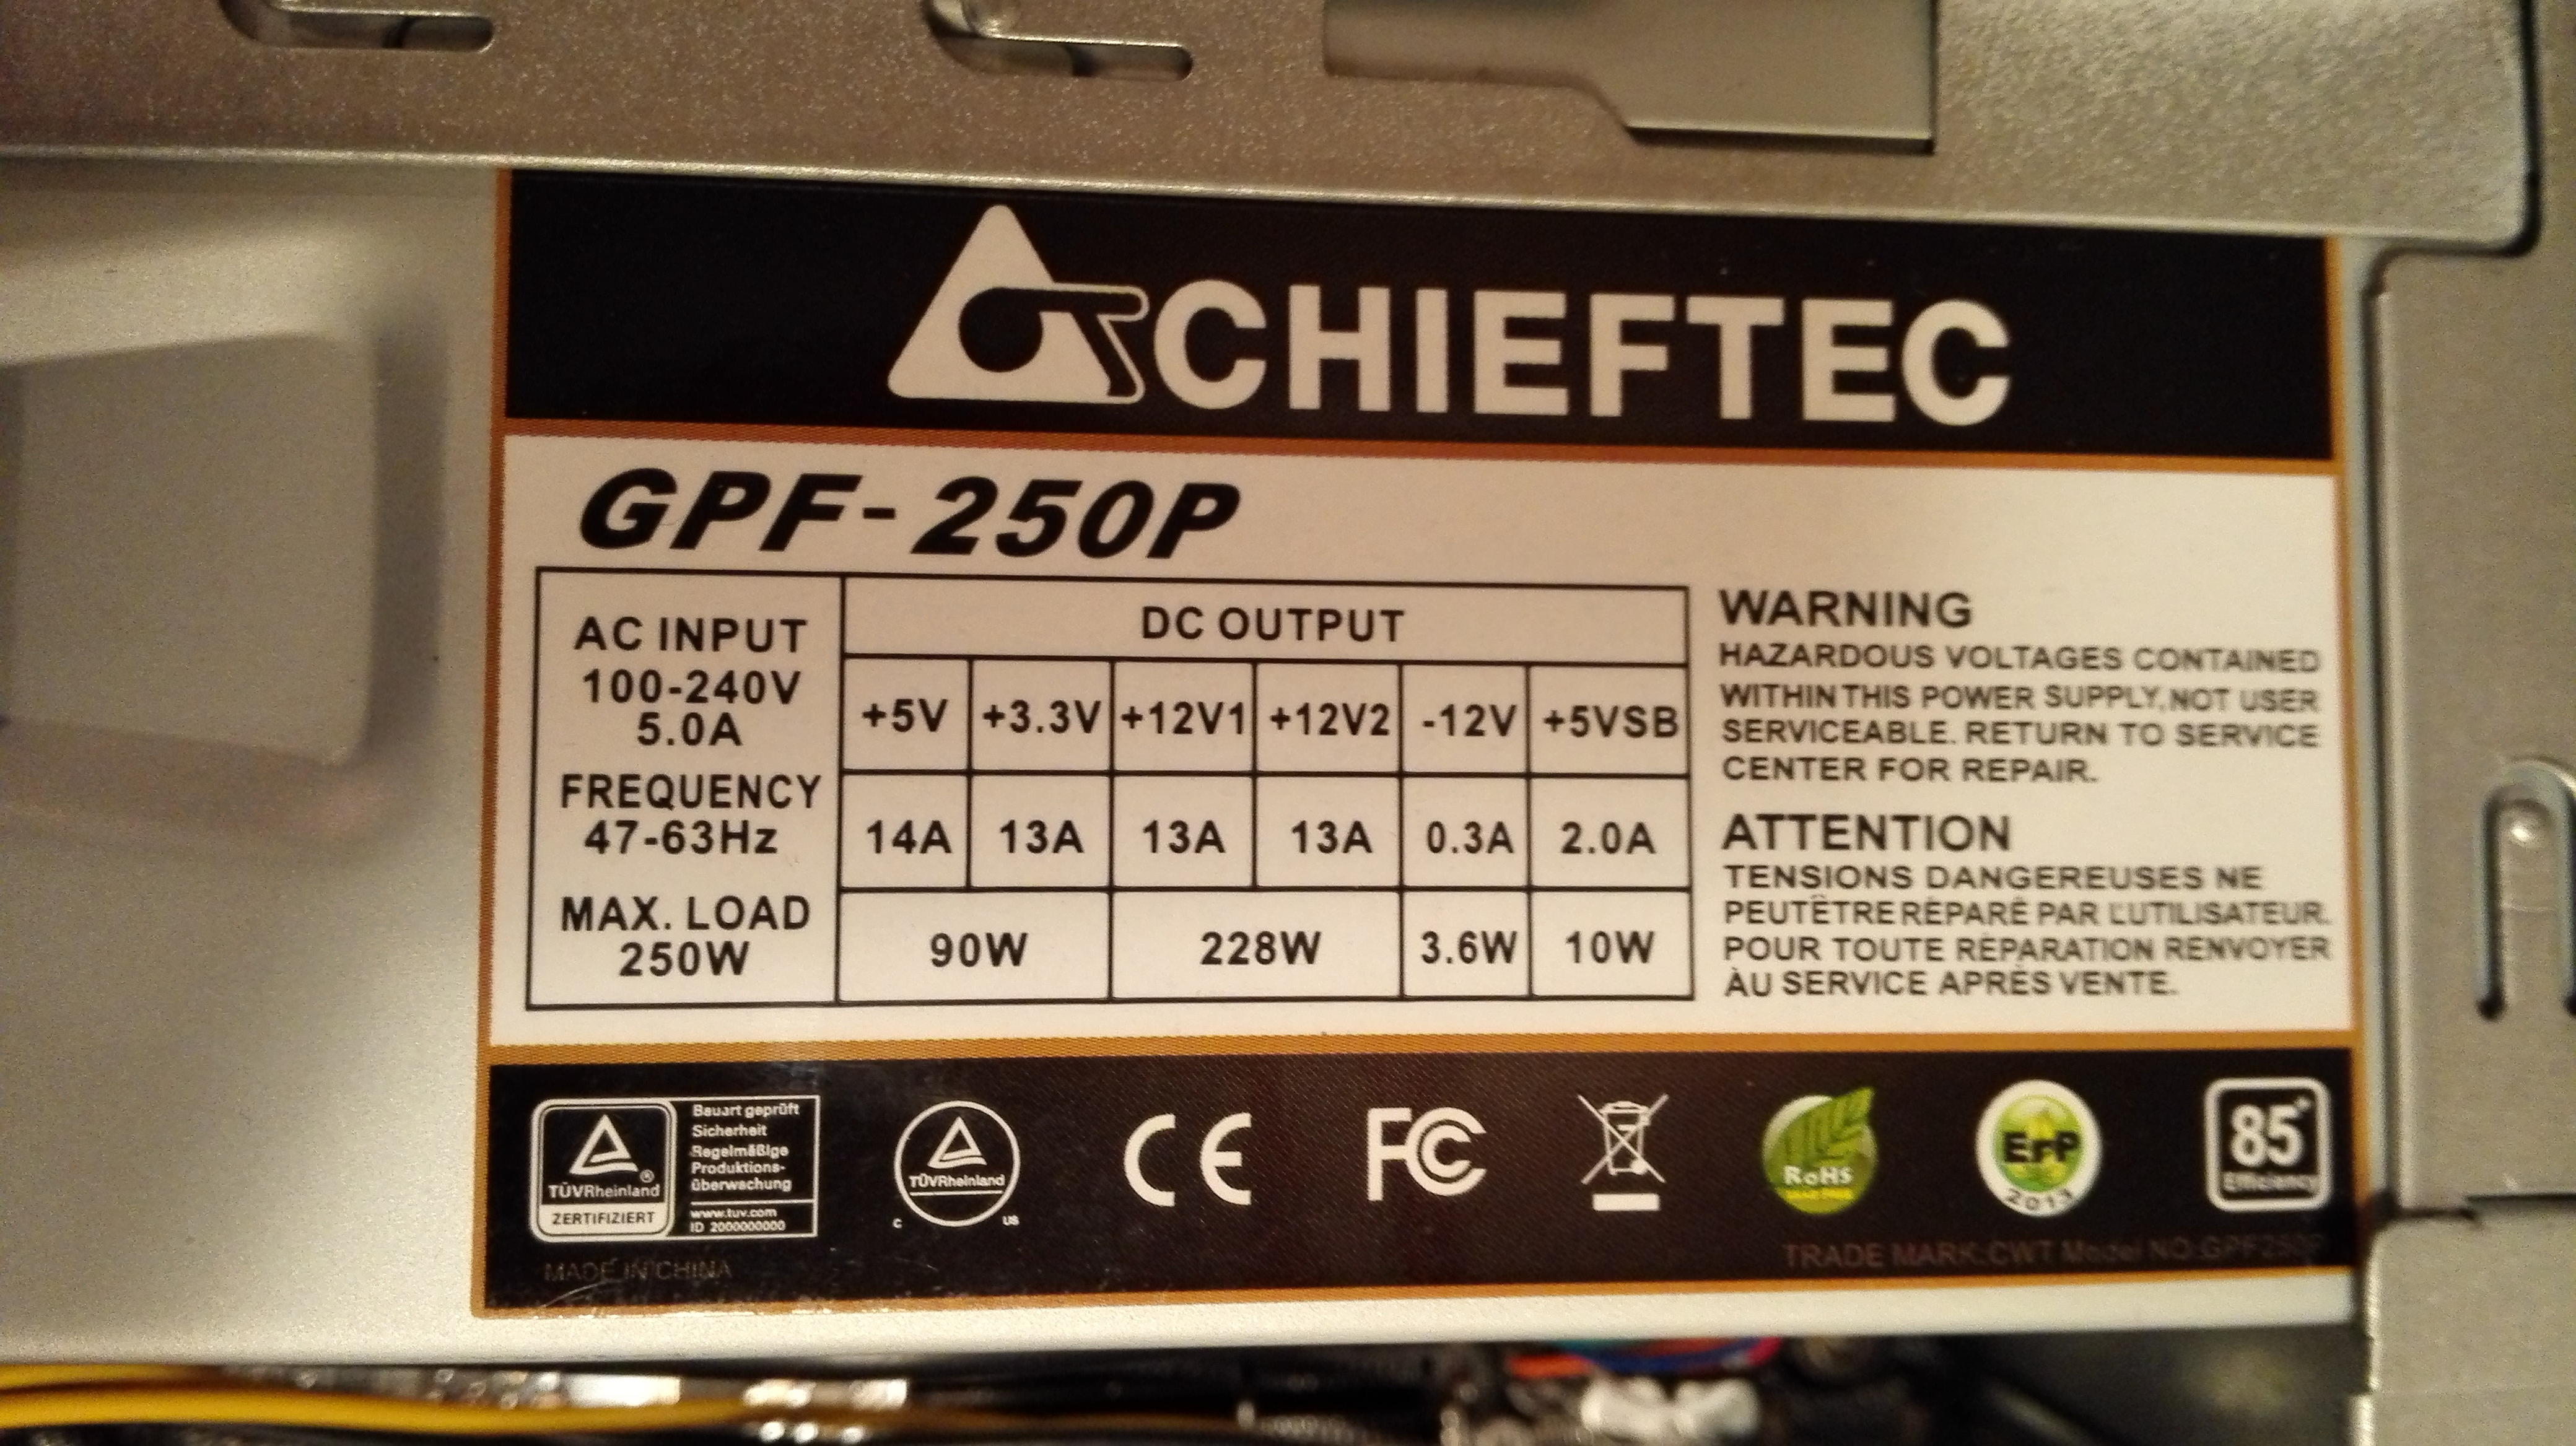 CHIEFTEC
GPF-250P
AC INPUT
100-240V
5.0A
FREQUENCY
47-63Hz
MAX. LOAD
250W
DC OUTPUT
+5V +3.3V +12V1 +12V2 -12V +5VSB
14A 13A 13A 13A 0.3A 2.0A
90W 228W 3.6W 10W
WARNING
HAZARDOUS VOLTAGES CONTAINED
WITHIN THIS POWER SUPPLY, NOT USER
SERVICEABLE. RETURN TO SERVICE
CENTER FOR REPAIR.
ATTENTION
TENSIONS DANGEREUSES NE
PEUTÊTRE RÉPARÉ PAR L'UTILISATEUR.
POUR TOUTE RÉPARATION RENVOYER
ÀU SERVICE APRÈS VENTE.
TÜVRheinland
ZERTIFIZIERT
Bauart geprüft
Sicherheit
Regelmäßige
Produktions-
überwachung
www.tuv.com
ID 2000000000
TÜVRheinland
C US
CE
FC
RoHS
ErP
2013
85+
Efficiency
MADE IN CHINA
TRADE MARK:CWT Model NO:GPF250P